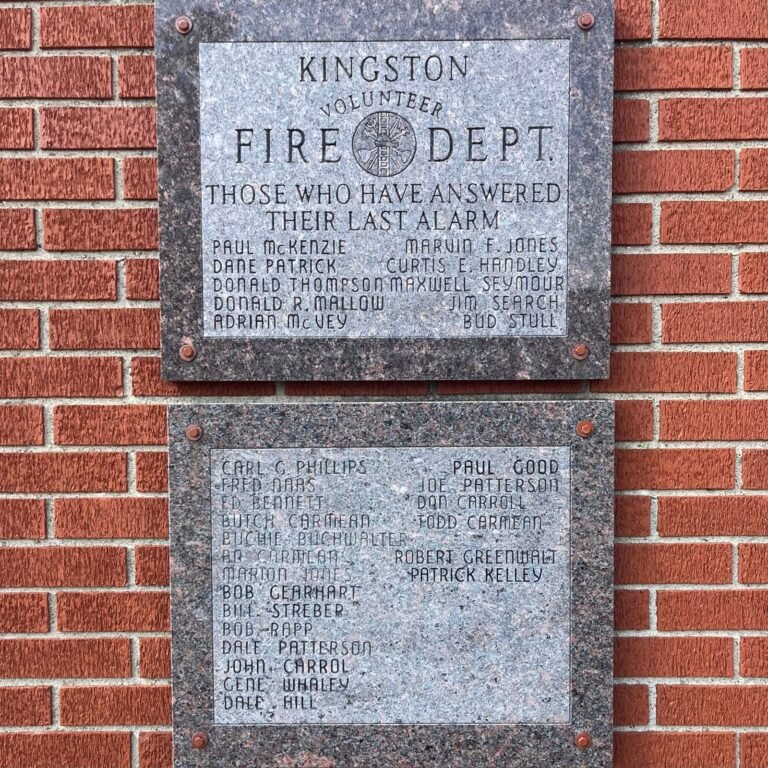 KINGSTON
VOLUNTEER
FIRE DEPT.
THOSE WHO HAVE ANSWERED
THEIR LAST ALARM
PAUL McKENZIE MARVIN F. JONES
DANE PATRICK CURTIS E. HANDLEY
DONALD THOMPSON MAXWELL SEYMOUR
DONALD R. MALLOW JIM SEARCH
ADRIAN McVEY BUD STULL
CARL G PHILLIPS PAUL GOOD
FRED NAAS JOE PATTERSON
ED BENNETT DON CARROLL
BUTCH CARMEAN TODD CARMEAN
BUCHIE BUCHWALTER
CARMEAN ROBERT GREENWALT
MARION JONES PATRICK KELLEY
BOB GEARHART
BILL STREBER
BOB RAPP
DALE PATTERSON
JOHN CARROL
GENE WHALEY
DALE HILL